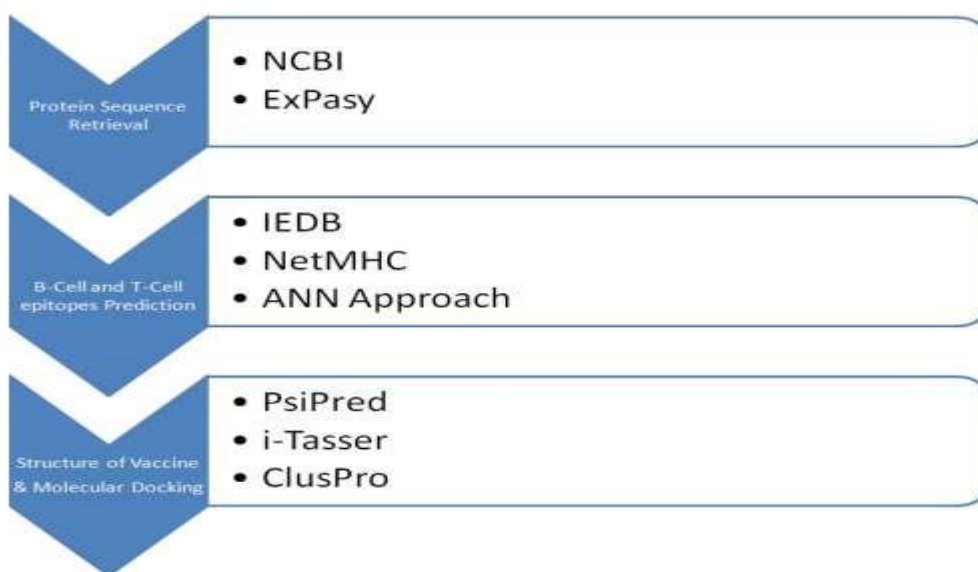 Protein Sequence
Retrieval
• NCBI
• ExPasy
B-Cell and T-Cell
epitopes Prediction
• IEDB
• NetMHC
• ANN Approach
Structure of Vaccine
& Molecular Docking
• PsiPred
• i-Tasser
• ClusPro